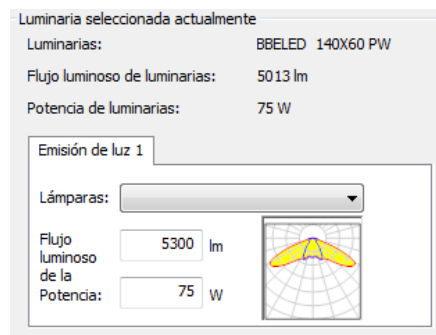 Luminaria seleccionada actualmente
Luminarias: BBELED 140X60 PW
Flujo luminoso de luminarias: 5013 lm
Potencia de luminarias: 75 W
Emisión de luz 1
Lámparas:
Flujo
luminoso 5300 lm
de la
Potencia: 75 W